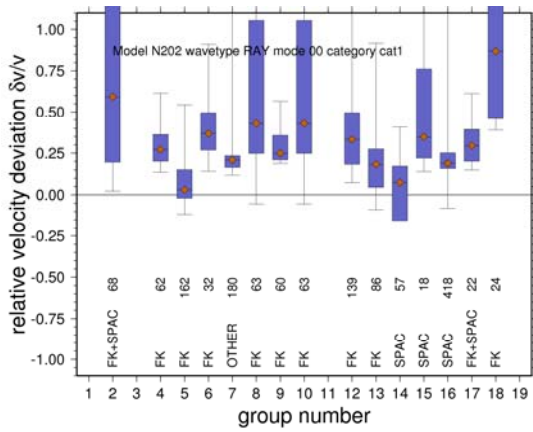 Model N202 wavetype RAY mode 00 category cat1
relative velocity deviation δv/v
1.00
0.75
0.50
0.25
0.00
-0.25
-0.50
-0.75
-1.00
68 62 162 32 180 63 60 63 139 86 57 18 418 22 24
FK+SPAC FK FK FK OTHER FK FK FK FK FK SPAC SPAC SPAC FK+SPAC FK
1 2 3 4 5 6 7 8 9 10 11 12 13 14 15 16 17 18 19
group number